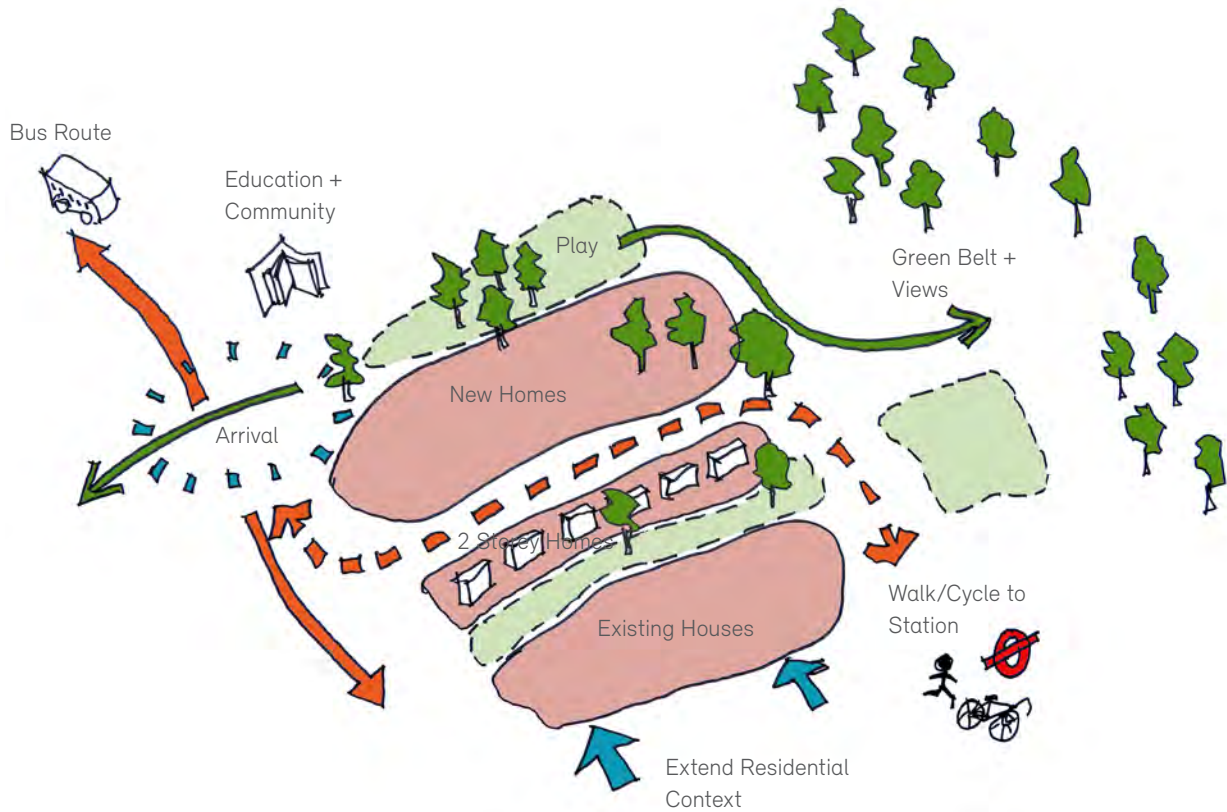 Bus Route
Education +
Community
Play
Green Belt +
Views
New Homes
Arrival
2 Storey Homes
Walk/Cycle to
Station
Existing Houses
Extend Residential
Context